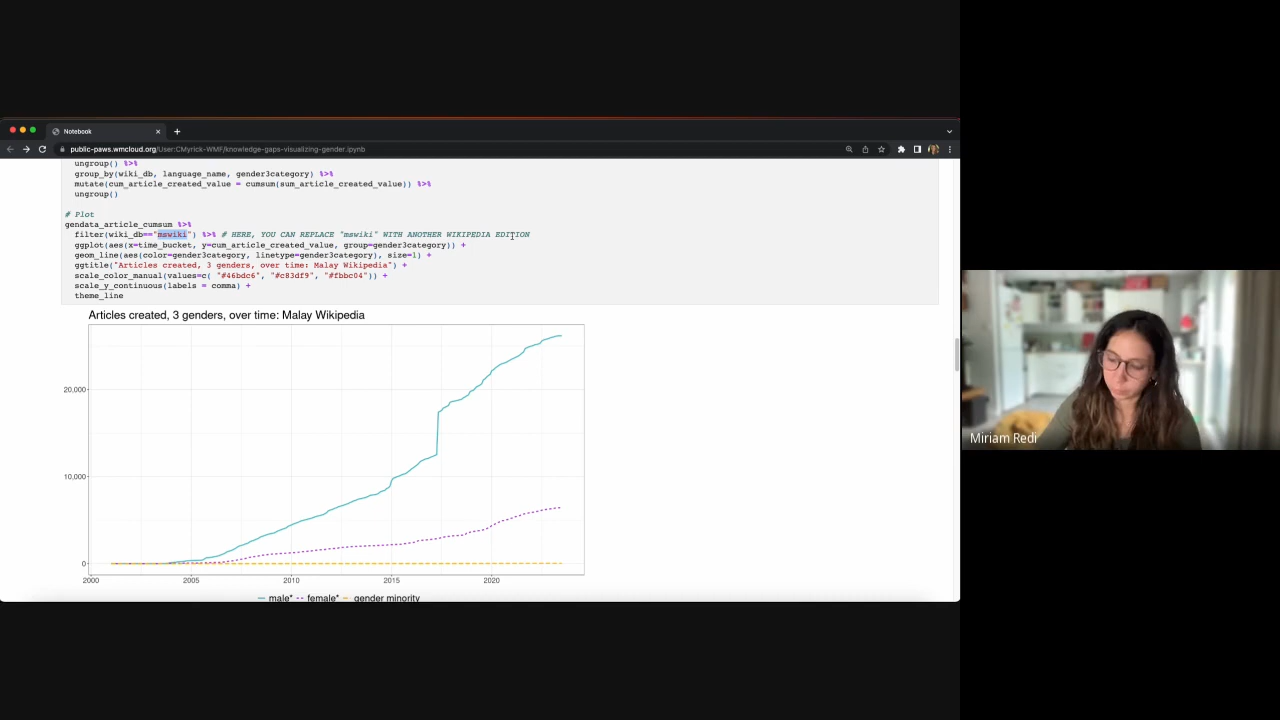 Notebook
public-paws.wmcloud.org/User:CMyrick-WMF/knowledge-gaps-visualizing-gender.ipynb
ungroup() %>%
group_by(wiki_db, language_name, gender3category) %>%
mutate(cum_article_created_value = cumsum(sum_article_created_value)) %>%
ungroup()
# Plot
gendata_article_cumsum %>%
filter(wiki_db=="mswiki") %>% # HERE, YOU CAN REPLACE "mswiki" WITH ANOTHER WIKIPEDIA EDITION
ggplot(aes(x=time_bucket, y=cum_article_created_value, group=gender3category)) +
geom_line(aes(color=gender3category, linetype=gender3category), size=1) +
ggtitle("Articles created, 3 genders, over time: Malay Wikipedia") +
scale_color_manual(values=c( "#46bdc6", "#c83df9", "#fbbc04")) +
scale_y_continuous(labels = comma) +
theme_line
Articles created, 3 genders, over time: Malay Wikipedia
20,000
10,000
0
2000 2005 2010 2015 2020
male* female* gender minority
Miriam Redi